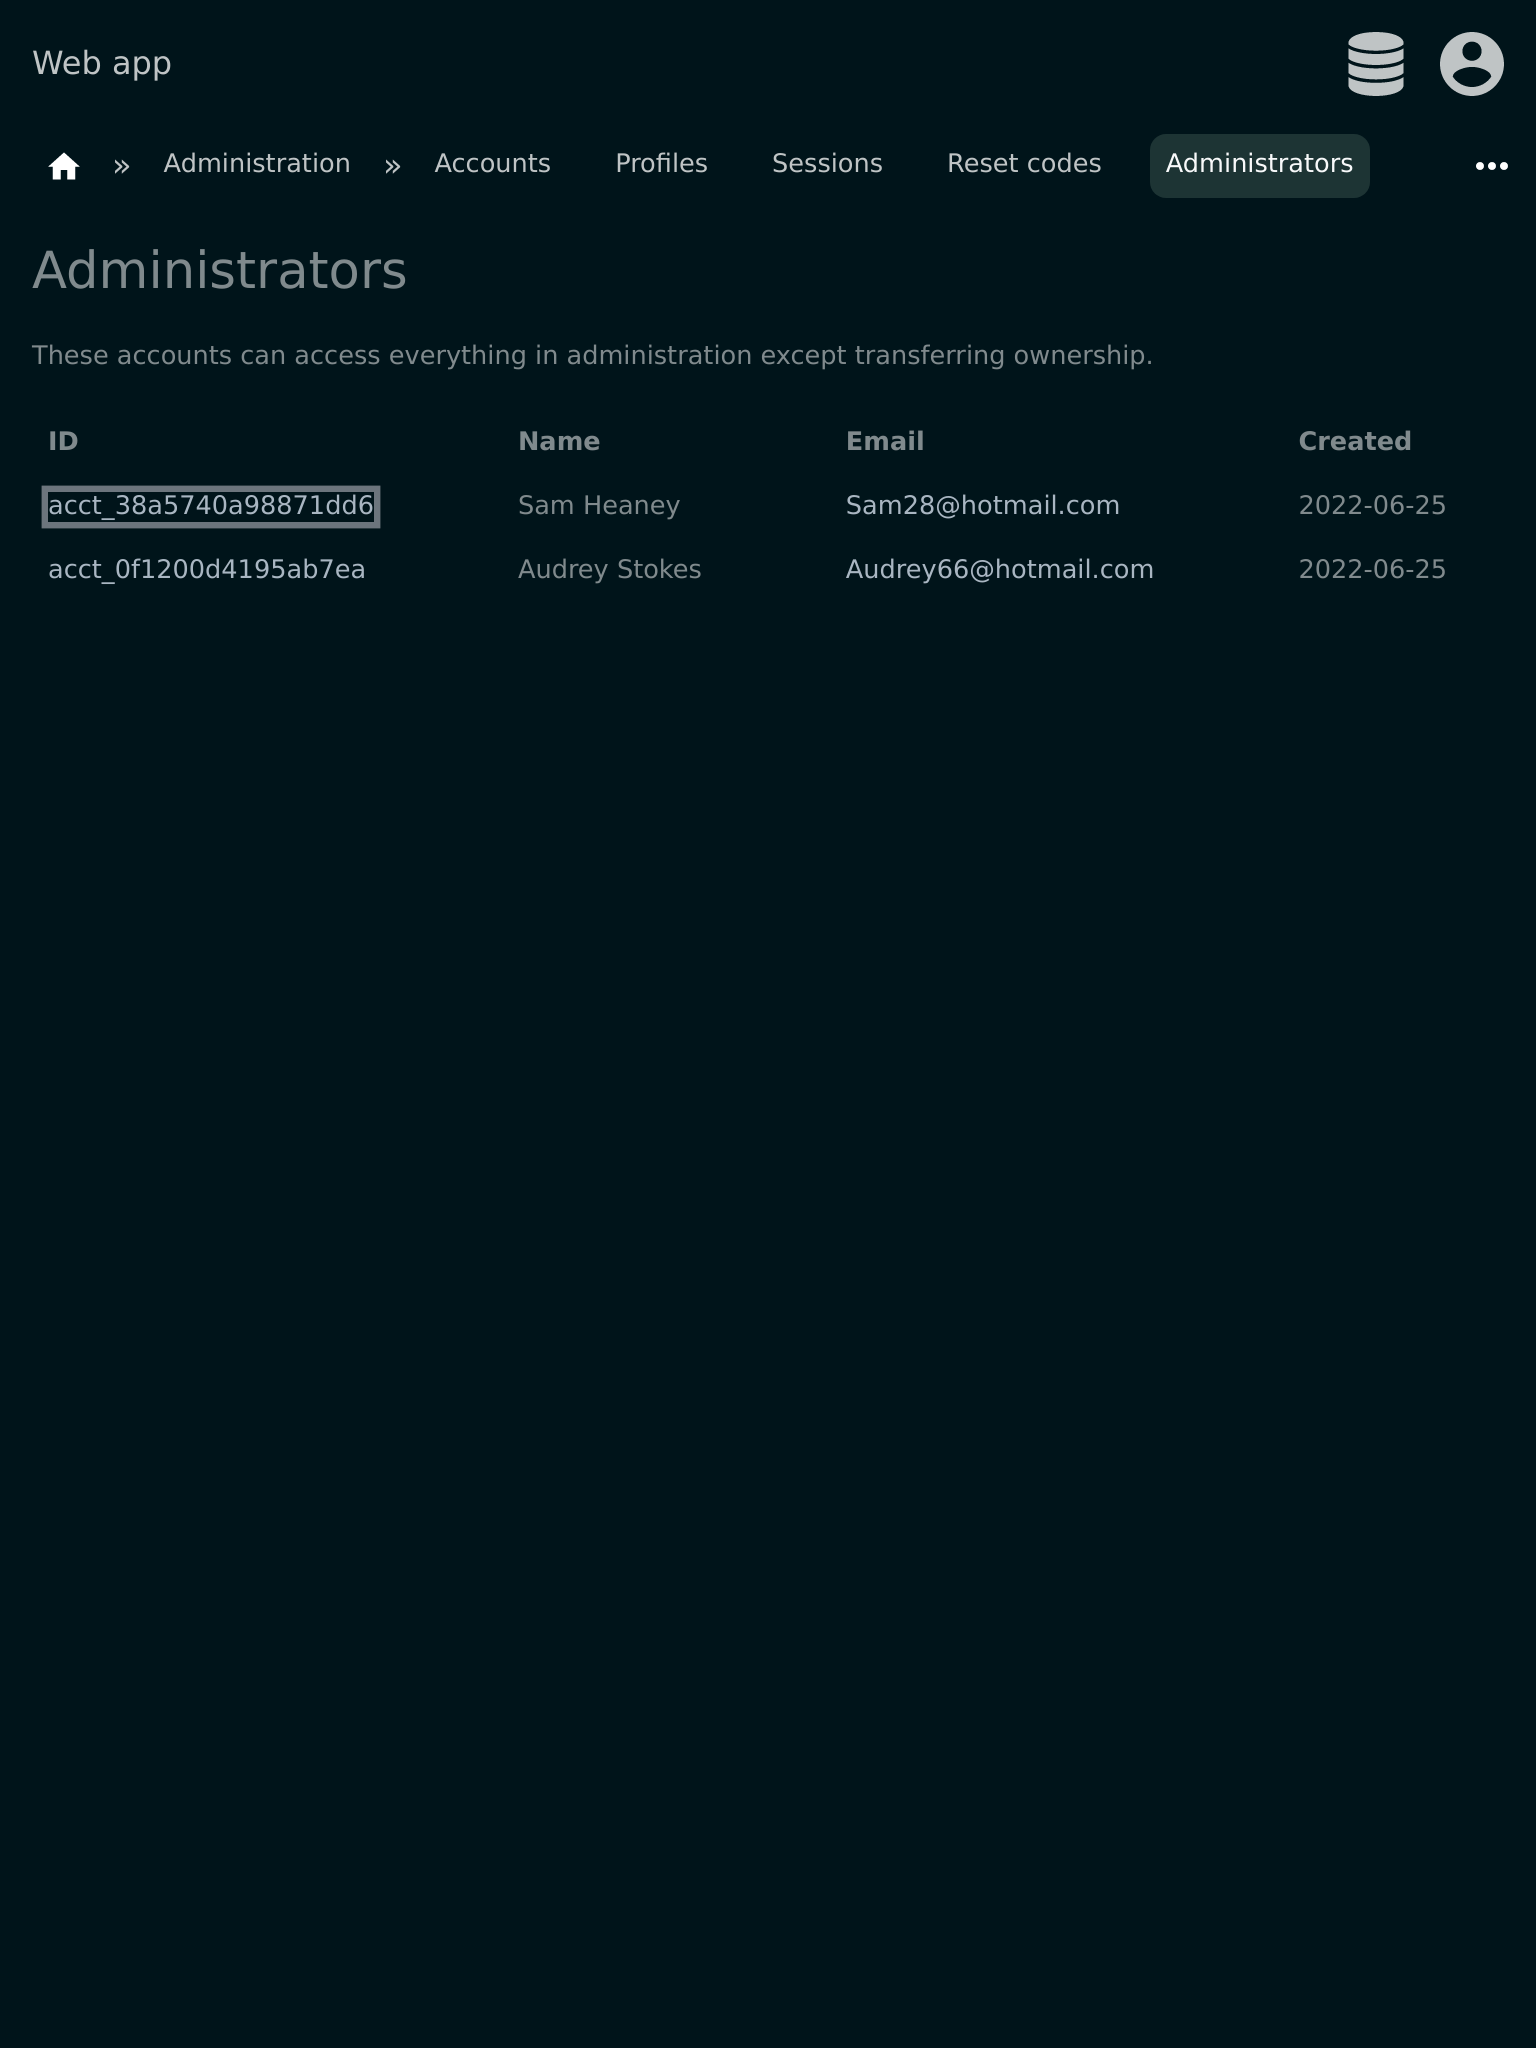 Web app
» Administration » Accounts Profiles Sessions Reset codes Administrators
Administrators
These accounts can access everything in administration except transferring ownership.
ID Name Email Created
acct_38a5740a98871dd6 Sam Heaney Sam28@hotmail.com 2022-06-25
acct_0f1200d4195ab7ea Audrey Stokes Audrey66@hotmail.com 2022-06-25